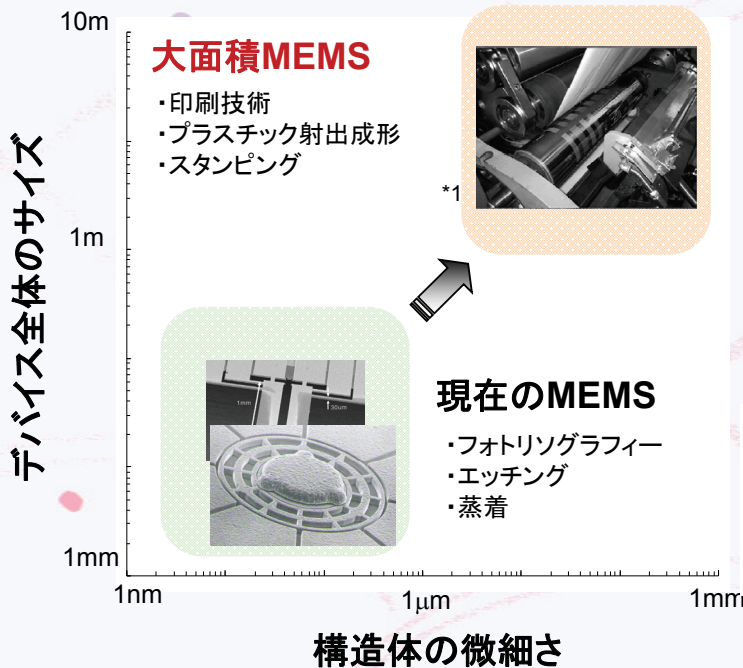 10m
大面積MEMS
・印刷技術
・プラスチック射出成形
・スタンピング
*1
デバイス全体のサイズ
1m
1mm
30um
現在のMEMS
・フォトリソグラフィー
・エッチング
・蒸着
1mm
1nm
1μm
1mm
構造体の微細さ